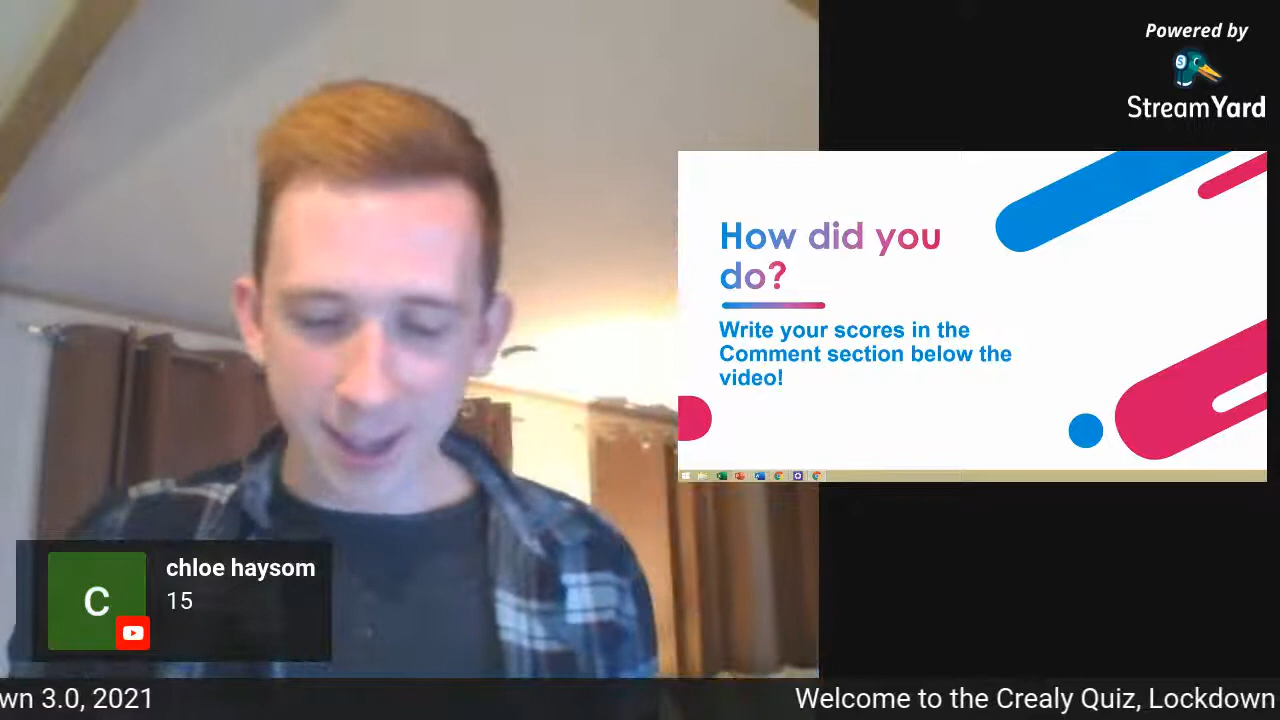 Powered by
StreamYard
How did you
do?
Write your scores in the
Comment section below the
video!
C
chloe haysom
15
wn 3.0, 2021
Welcome to the Crealy Quiz, Lockdown